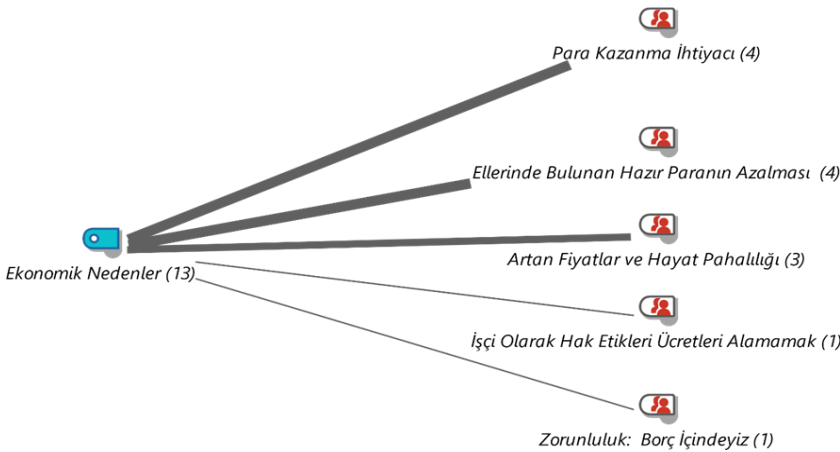 Para Kazanma İhtiyacı (4)
Ellerinde Bulunan Hazır Paranın Azalması (4)
Artan Fiyatlar ve Hayat Pahalılığı (3)
Ekonomik Nedenler (13)
İşçi Olarak Hak Etikleri Ücretleri Alamamak (1)
Zorunluluk: Borç İçindeyiz (1)